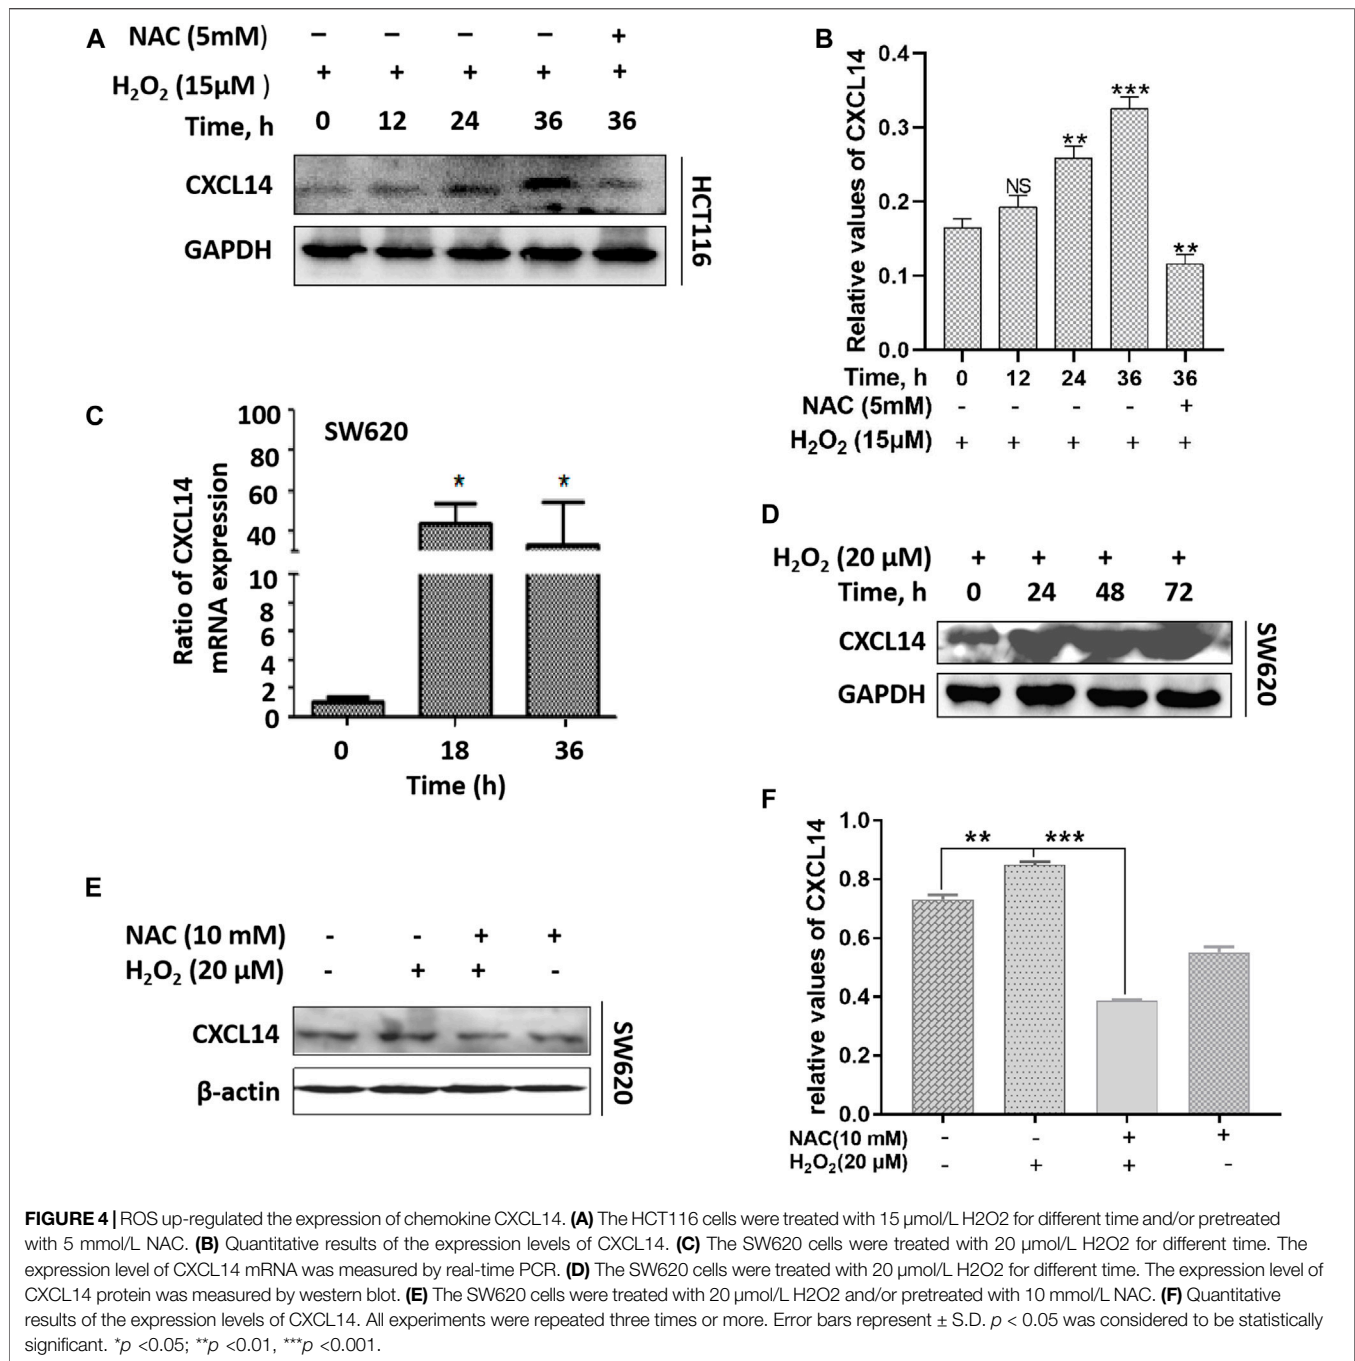 A
NAC (5mM) − − − − +
H₂O₂ (15µM ) + + + + +
Time, h 0 12 24 36 36
CXCL14
GAPDH
HCT116
B
Relative values of CXCL14
0.4
0.3
0.2
0.1
0.0
NS
**
***
**
Time, h 0 12 24 36 36
NAC (5mM) - - - - +
H₂O₂ (15µM) + + + + +
C
SW620
Ratio of CXCL14
mRNA expression
100
80
60
40
10
8
6
4
2
0
* *
0 18 36
Time (h)
D
H₂O₂ (20 µM) + + + +
Time, h 0 24 48 72
CXCL14
GAPDH
SW620
E
NAC (10 mM) - - + +
H₂O₂ (20 µM) - + + -
CXCL14
β-actin
SW620
F
relative values of CXCL14
1.0
0.8
0.6
0.4
0.2
0.0
** ***
NAC(10 mM) - - + +
H₂O₂(20 µM) - + + -
FIGURE 4 | ROS up-regulated the expression of chemokine CXCL14. (A) The HCT116 cells were treated with 15 µmol/L H2O2 for different time and/or pretreated
with 5 mmol/L NAC. (B) Quantitative results of the expression levels of CXCL14. (C) The SW620 cells were treated with 20 µmol/L H2O2 for different time. The
expression level of CXCL14 mRNA was measured by real-time PCR. (D) The SW620 cells were treated with 20 µmol/L H2O2 for different time. The expression level of
CXCL14 protein was measured by western blot. (E) The SW620 cells were treated with 20 µmol/L H2O2 and/or pretreated with 10 mmol/L NAC. (F) Quantitative
results of the expression levels of CXCL14. All experiments were repeated three times or more. Error bars represent ± S.D. p < 0.05 was considered to be statistically
significant. *p <0.05; **p <0.01, ***p <0.001.